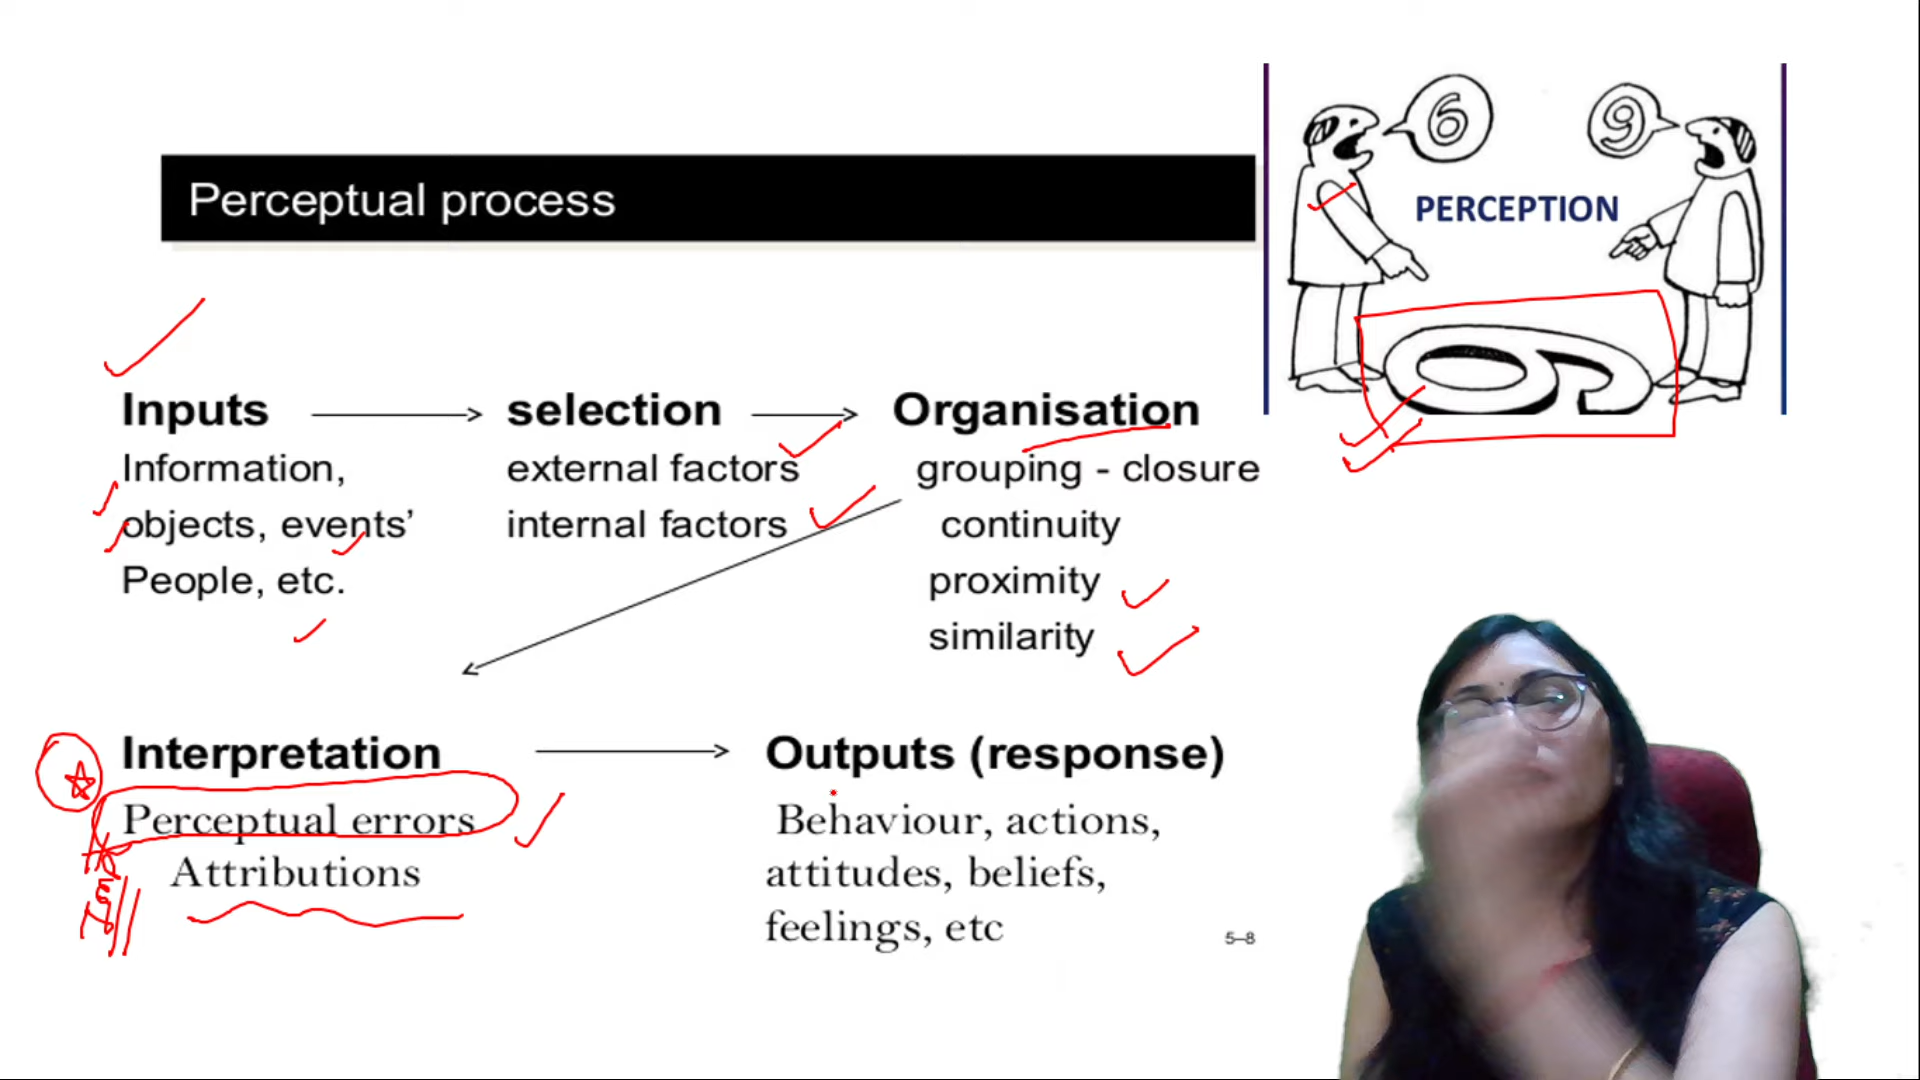 Perceptual process
6
9
PERCEPTION
Inputs
selection
Organisation
Information,
objects, events’
People, etc.
external factors
internal factors
grouping - closure
continuity
proximity
similarity
Interpretation
Perceptual errors
Attributions
Outputs (response)
Behaviour, actions,
attitudes, beliefs,
feelings, etc
5–8